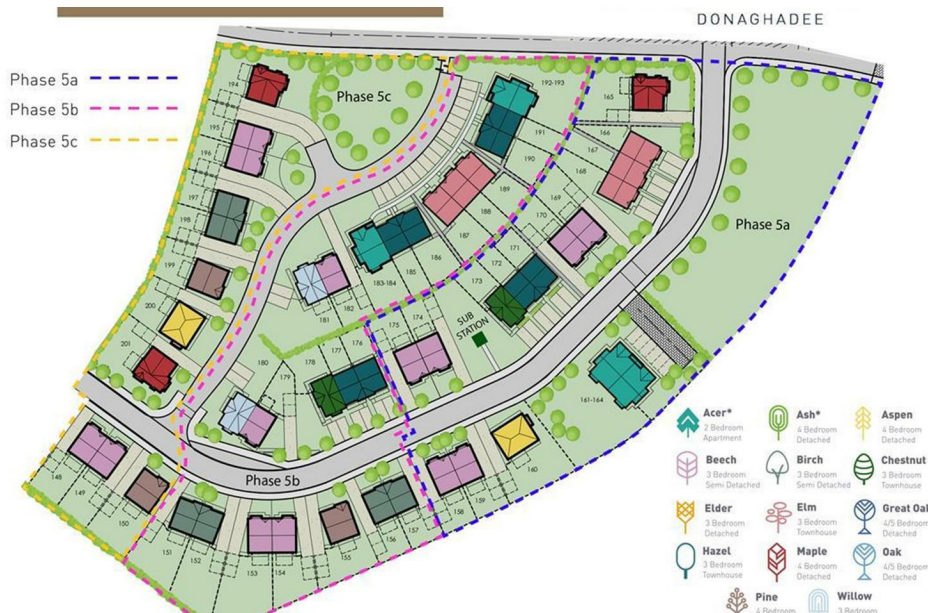 DONAGHADEE
Phase 5a
Phase 5b
Phase 5c
Phase 5c
194
195
196
197
198
199
200
201
192-193
191
190
189
188
187
186
185
183-184
182
181
165
166
167
168
169
170
171
172
173
174
175
176
177
178
179
180
SUB
STATION
Phase 5a
161-164
160
159
158
157
156
155
154
153
152
151
150
149
148
Phase 5b
Acer*
2 Bedroom
Apartment
Ash*
4 Bedroom
Detached
Aspen
4 Bedroom
Detached
Beech
3 Bedroom
Semi Detached
Birch
3 Bedroom
Semi Detached
Chestnut
3 Bedroom
Townhouse
Elder
3 Bedroom
Detached
Elm
3 Bedroom
Townhouse
Great Oak
4/5 Bedroom
Detached
Hazel
3 Bedroom
Townhouse
Maple
4 Bedroom
Detached
Oak
4/5 Bedroom
Detached
Pine
4 Bedroom
Willow
3 Bedroom